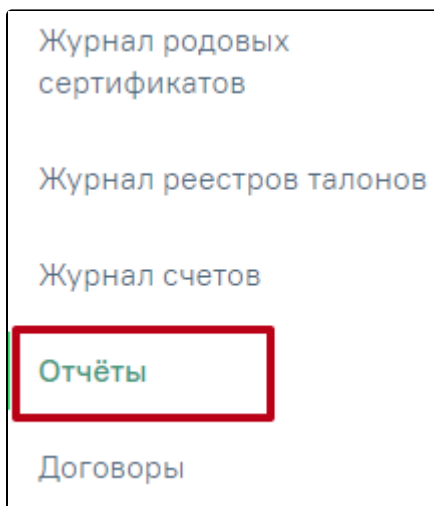 Журнал родовых
сертификатов
Журнал реестров талонов
Журнал счетов
Отчёты
Договоры